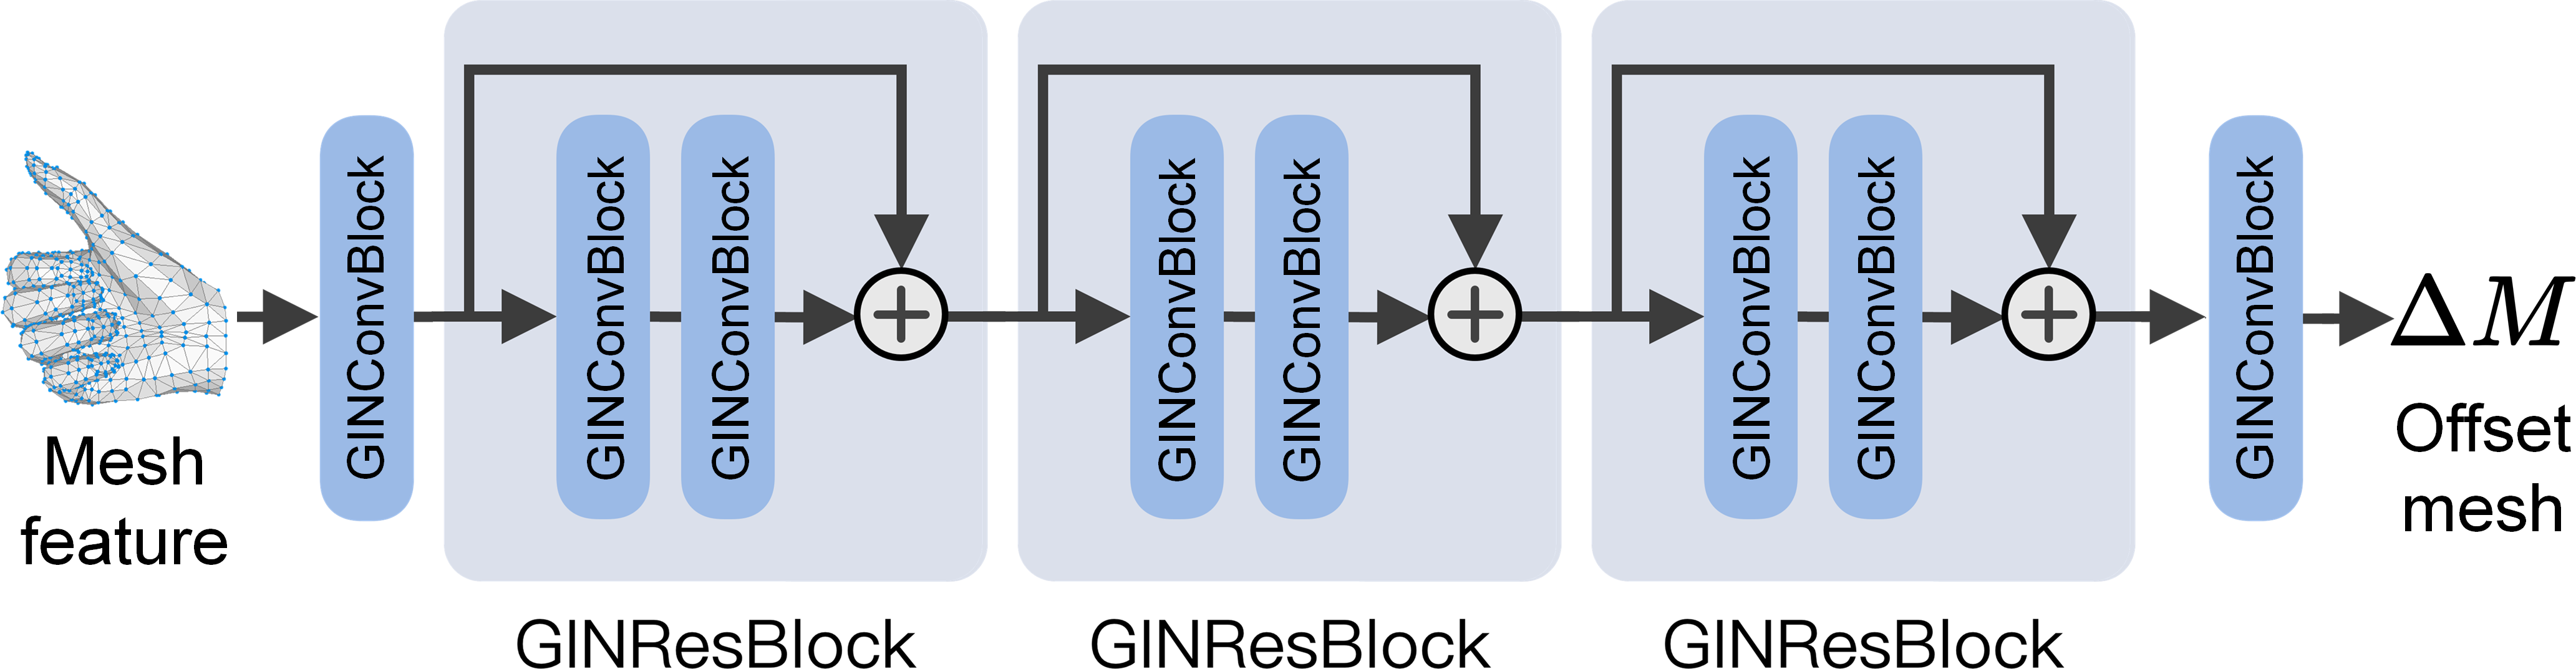 Mesh
feature
GINConvBlock
GINConvBlock
GINConvBlock
GINResBlock
GINConvBlock
GINConvBlock
GINResBlock
GINConvBlock
GINConvBlock
GINResBlock
GINConvBlock
ΔM
Offset
mesh